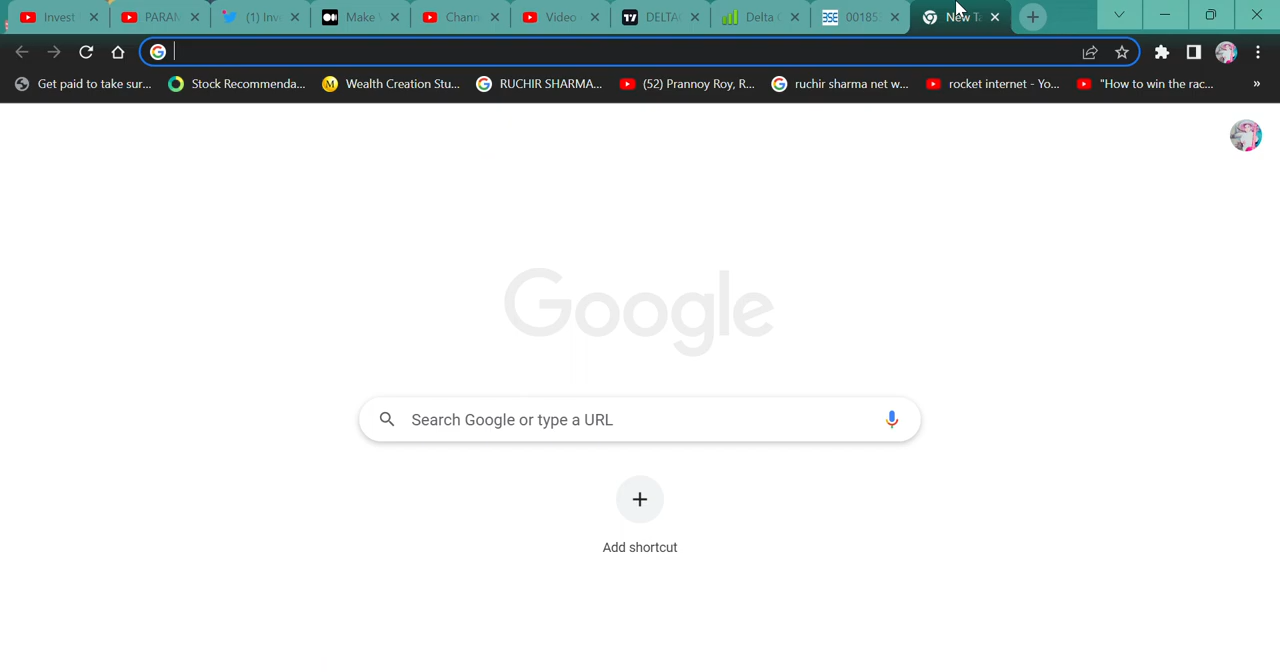 Invest PARAM (1) Inve Make Chann Video DELTA Delta C 00185. New Ta
Get paid to take sur... Stock Recommenda... Wealth Creation Stu... RUCHIR SHARMA... (52) Prannoy Roy, R... ruchir sharma net w... rocket internet - Yo... "How to win the rac... »
Google
Search Google or type a URL
Add shortcut